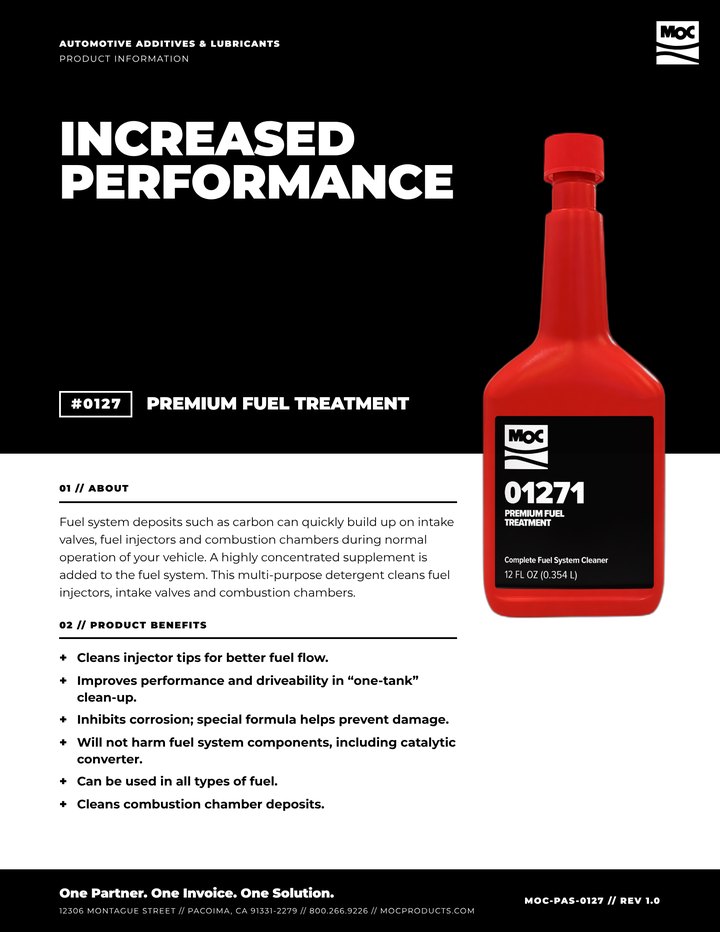 AUTOMOTIVE ADDITIVES & LUBRICANTS
PRODUCT INFORMATION
MOC
INCREASED
PERFORMANCE
#0127
PREMIUM FUEL TREATMENT
MOC
01271
PREMIUM FUEL
TREATMENT
Complete Fuel System Cleaner
12 FL OZ (0.354 L)
01 // ABOUT
Fuel system deposits such as carbon can quickly build up on intake
valves, fuel injectors and combustion chambers during normal
operation of your vehicle. A highly concentrated supplement is
added to the fuel system. This multi-purpose detergent cleans fuel
injectors, intake valves and combustion chambers.
02 // PRODUCT BENEFITS
+ Cleans injector tips for better fuel flow.
+ Improves performance and driveability in “one-tank”
clean-up.
+ Inhibits corrosion; special formula helps prevent damage.
+ Will not harm fuel system components, including catalytic
converter.
+ Can be used in all types of fuel.
+ Cleans combustion chamber deposits.
One Partner. One Invoice. One Solution.
12306 MONTAGUE STREET // PACOIMA, CA 91331-2279 // 800.266.9226 // MOCPRODUCTS.COM
MOC-PAS-0127 // REV 1.0